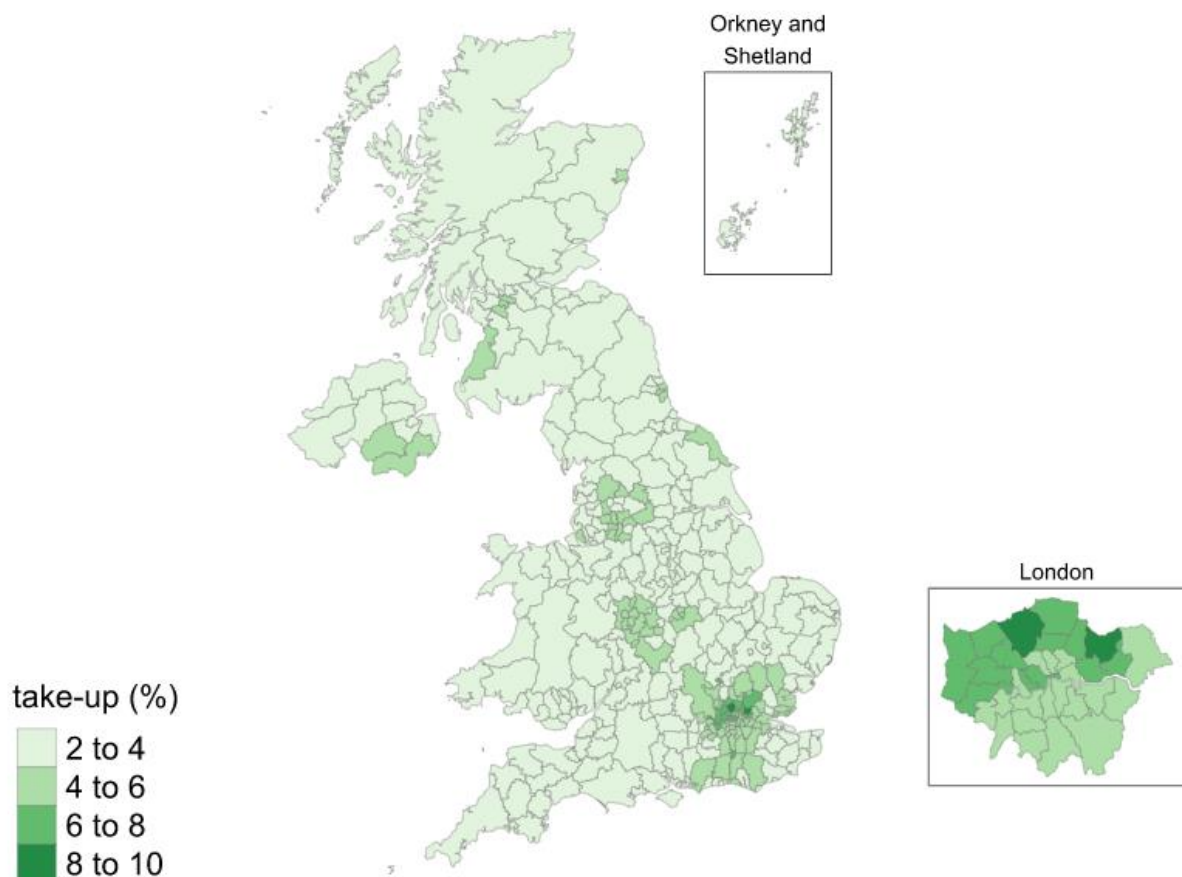 Orkney and
Shetland
London
take-up (%)
2 to 4
4 to 6
6 to 8
8 to 10